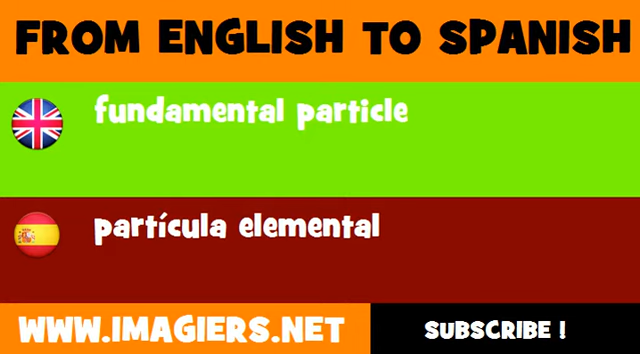 FROM ENGLISH TO SPANISH
fundamental particle
partícula elemental
WWW.IMAGIERS.NET
SUBSCRIBE !